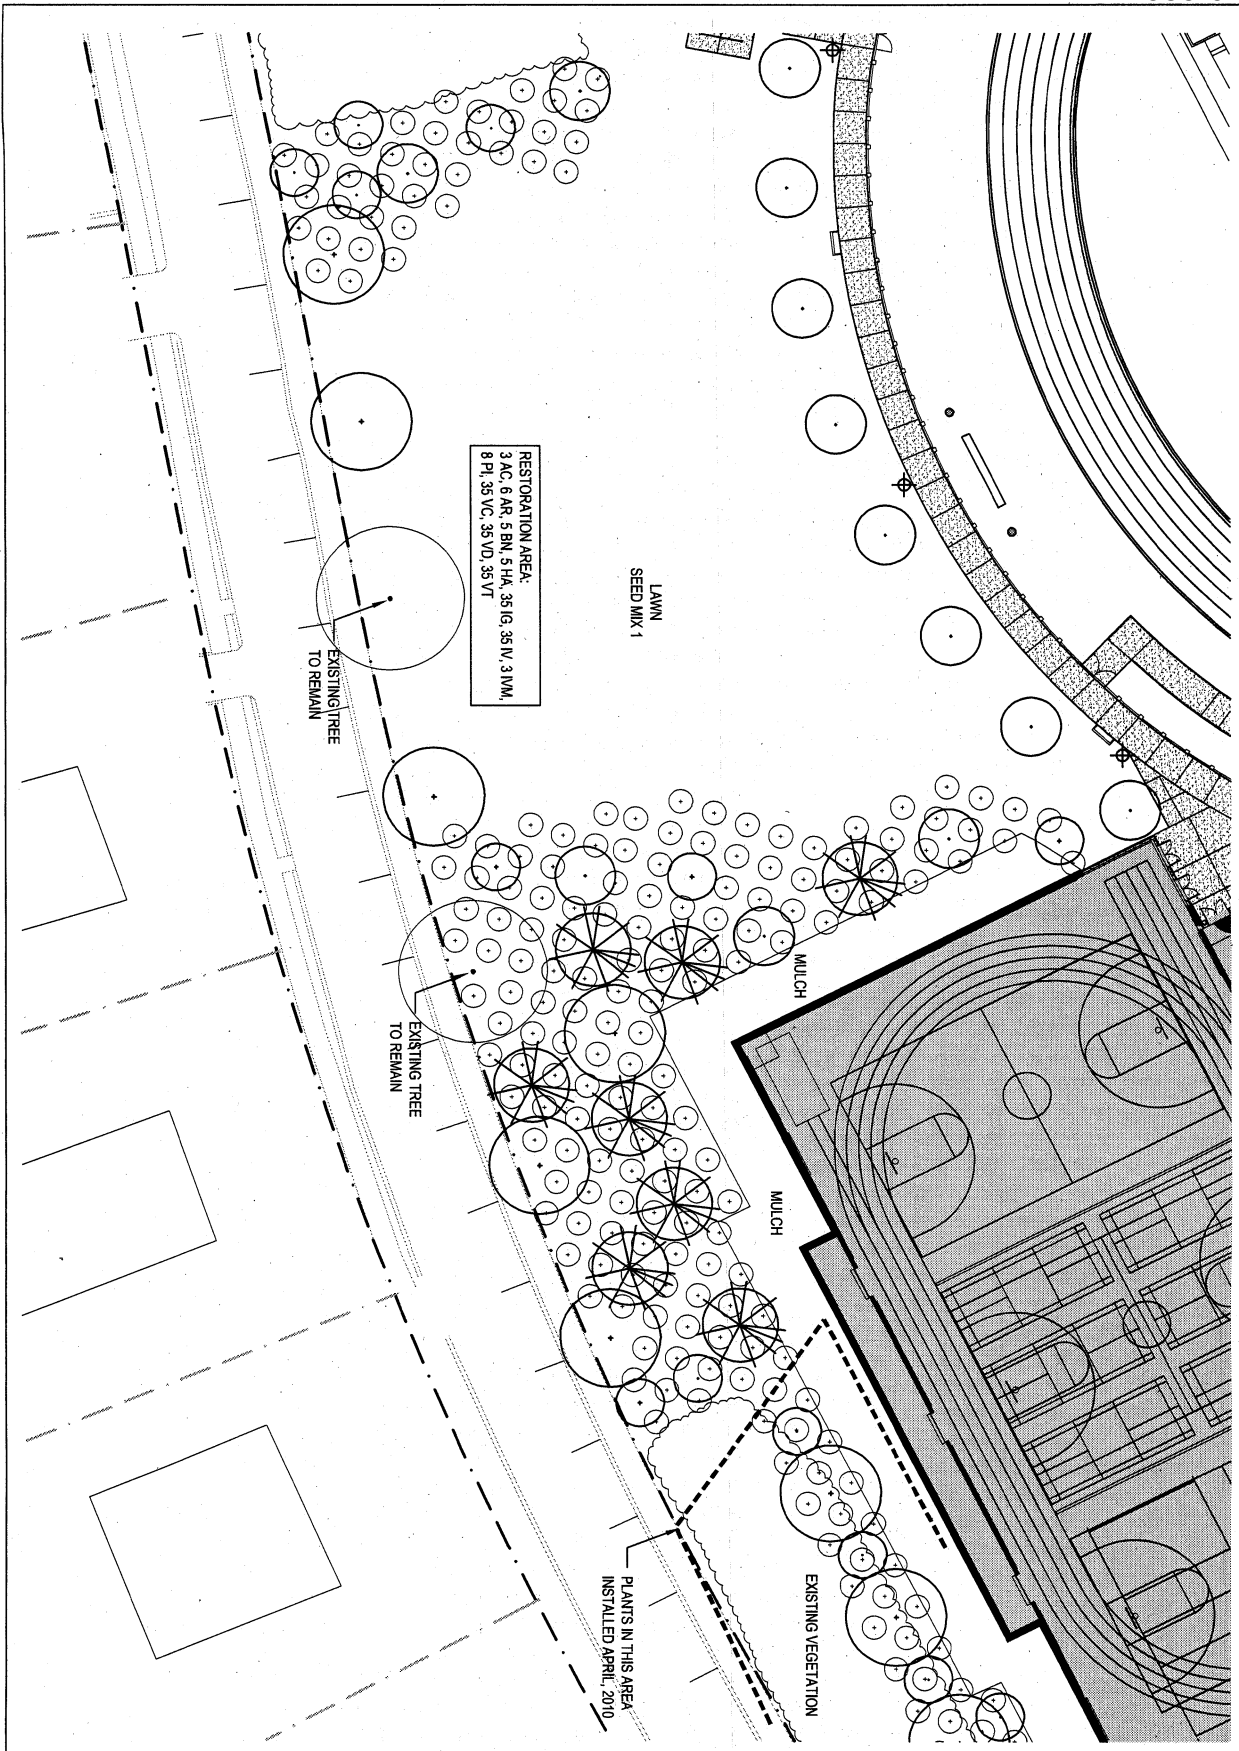 RESTORATION AREA:
3 AC, 6 AR, 5 BN, 5 HA, 35 IG, 35 IV, 3 IVM,
8 PI, 35 VC, 35 VD, 35 VT
LAWN
SEED MIX 1
EXISTING TREE
TO REMAIN
MULCH
EXISTING TREE
TO REMAIN
MULCH
EXISTING VEGETATION
PLANTS IN THIS AREA
INSTALLED APRIL, 2010